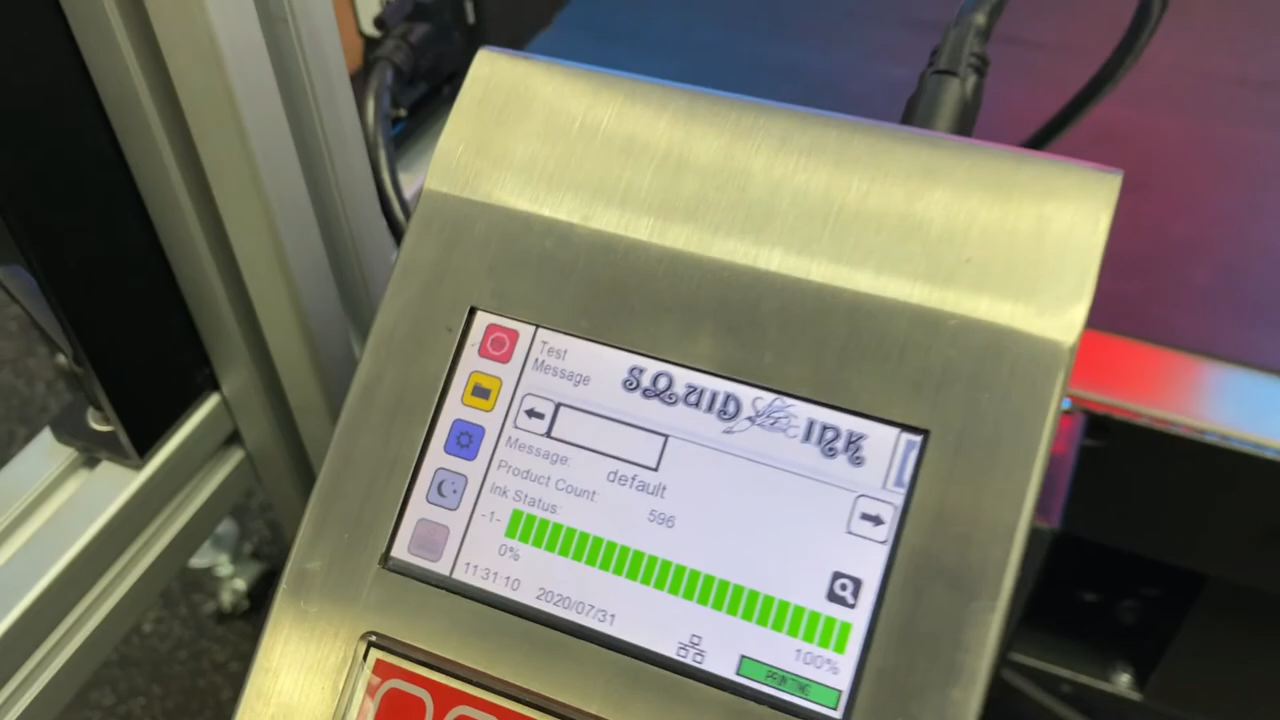 Test
Message
SQUID INK
Message:
default
Product Count:
596
Ink Status:
-1-
0%
100%
11:31:10
2020/07/31
PRINTING